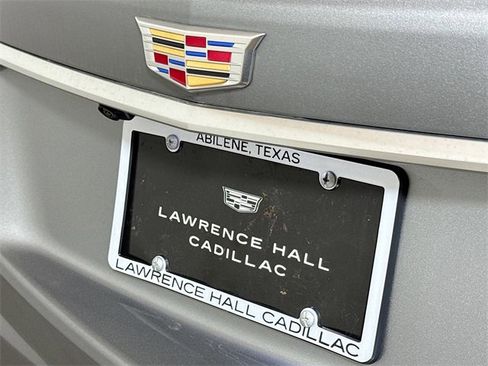 ABILENE, TEXAS
LAWRENCE HALL
CADILLAC
LAWRENCE HALL CADILLAC